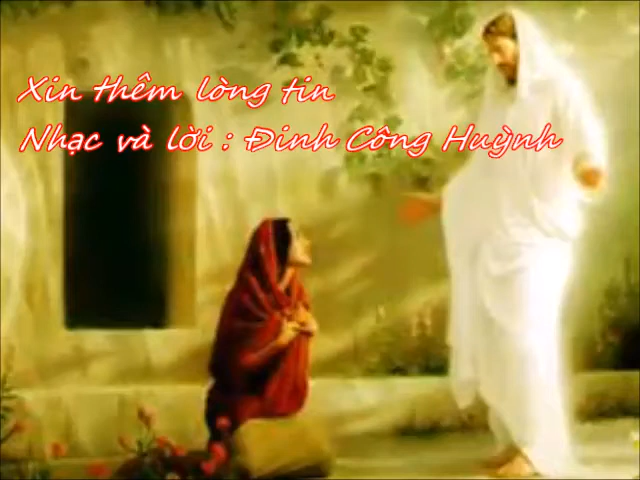 Xin thêm lòng tin
Nhạc và lời : Đinh Công Huỳnh